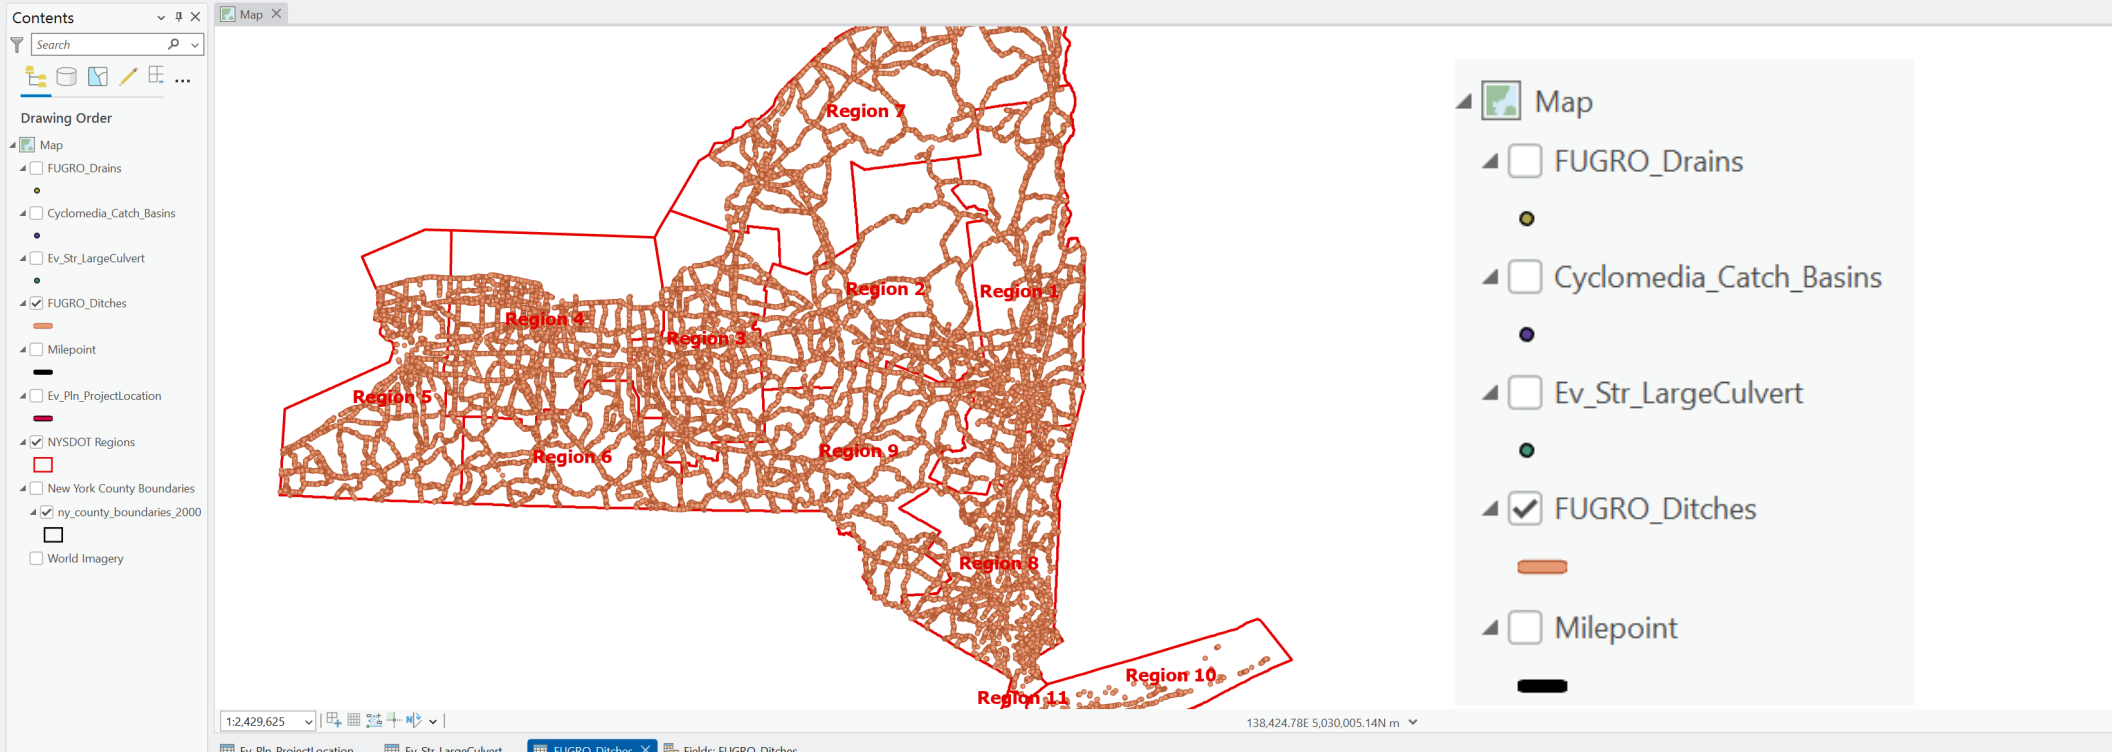 Contents
Search
Drawing Order
Map
FUGRO_Drains
Cyclomedia_Catch_Basins
Ev_Str_LargeCulvert
FUGRO_Ditches
Milepoint
Ev_Pln_ProjectLocation
NYSDOT Regions
New York County Boundaries
ny_county_boundaries_2000
World Imagery
Map
Region 7
Region 2
Region 1
Region 4
Region 3
Region 5
Region 6
Region 9
Region 8
Region 10
Region 11
Map
FUGRO_Drains
Cyclomedia_Catch_Basins
Ev_Str_LargeCulvert
FUGRO_Ditches
Milepoint
1:2,429,625
138,424.78E 5,030,005.14N m
Ev_Pln_ProjectLocation
Ev_Str_LargeCulvert
FUGRO_Ditches
Fields: FUGRO_Ditches